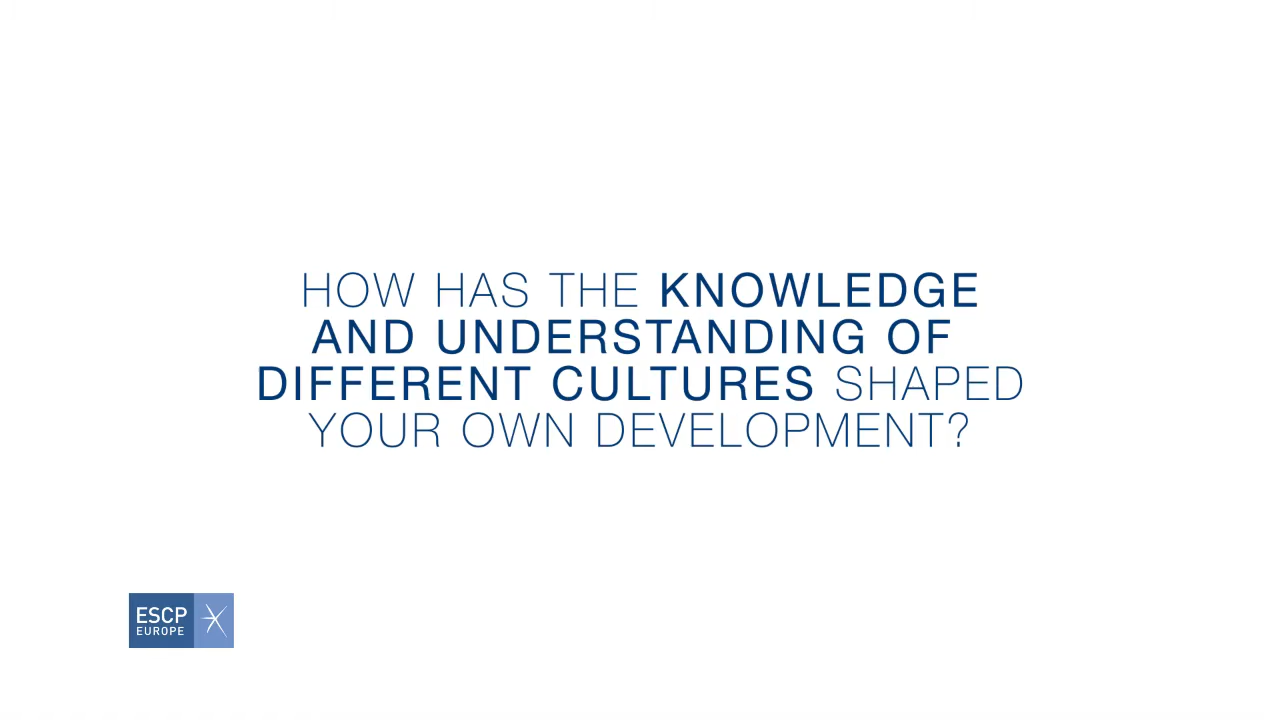 HOW HAS THE KNOWLEDGE
AND UNDERSTANDING OF
DIFFERENT CULTURES SHAPED
YOUR OWN DEVELOPMENT?
ESCP
EUROPE